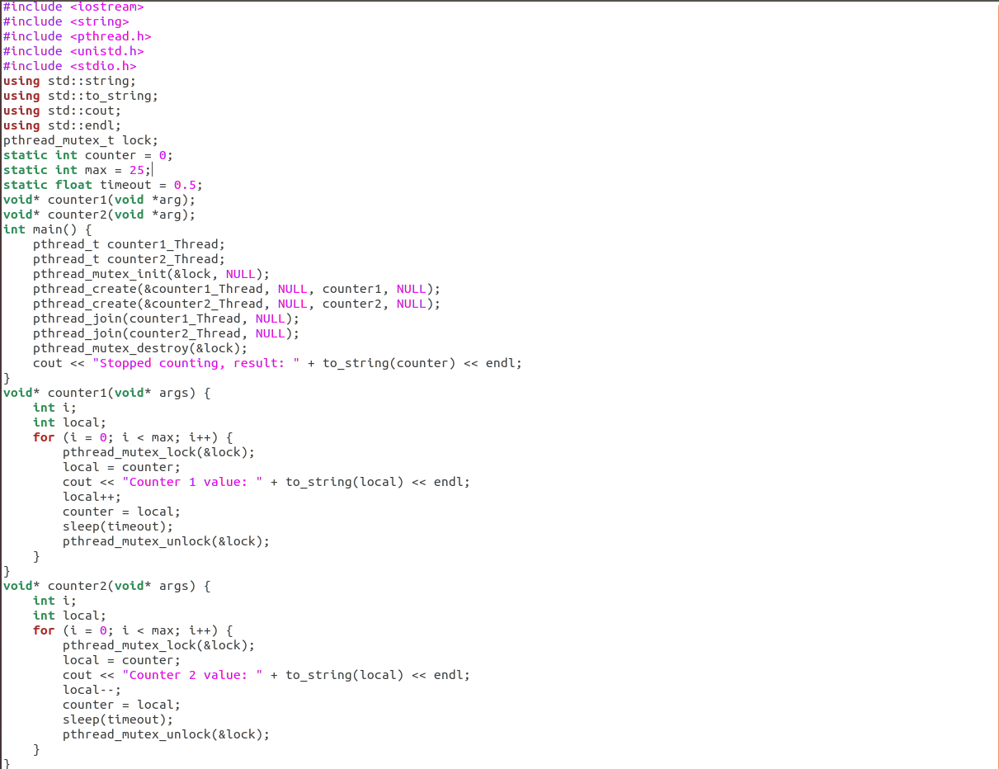 #include <iostream>
#include <string>
#include <pthread.h>
#include <unistd.h>
#include <stdio.h>
using std::string;
using std::to_string;
using std::cout;
using std::endl;
pthread_mutex_t lock;
static int counter = 0;
static int max = 25;
static float timeout = 0.5;
void* counter1(void *arg);
void* counter2(void *arg);
int main() {
    pthread_t counter1_Thread;
    pthread_t counter2_Thread;
    pthread_mutex_init(&lock, NULL);
    pthread_create(&counter1_Thread, NULL, counter1, NULL);
    pthread_create(&counter2_Thread, NULL, counter2, NULL);
    pthread_join(counter1_Thread, NULL);
    pthread_join(counter2_Thread, NULL);
    pthread_mutex_destroy(&lock);
    cout << "Stopped counting, result: " + to_string(counter) << endl;
}
void* counter1(void* args) {
    int i;
    int local;
    for (i = 0; i < max; i++) {
        pthread_mutex_lock(&lock);
        local = counter;
        cout << "Counter 1 value: " + to_string(local) << endl;
        local++;
        counter = local;
        sleep(timeout);
        pthread_mutex_unlock(&lock);
    }
}
void* counter2(void* args) {
    int i;
    int local;
    for (i = 0; i < max; i++) {
        pthread_mutex_lock(&lock);
        local = counter;
        cout << "Counter 2 value: " + to_string(local) << endl;
        local--;
        counter = local;
        sleep(timeout);
        pthread_mutex_unlock(&lock);
    }
}